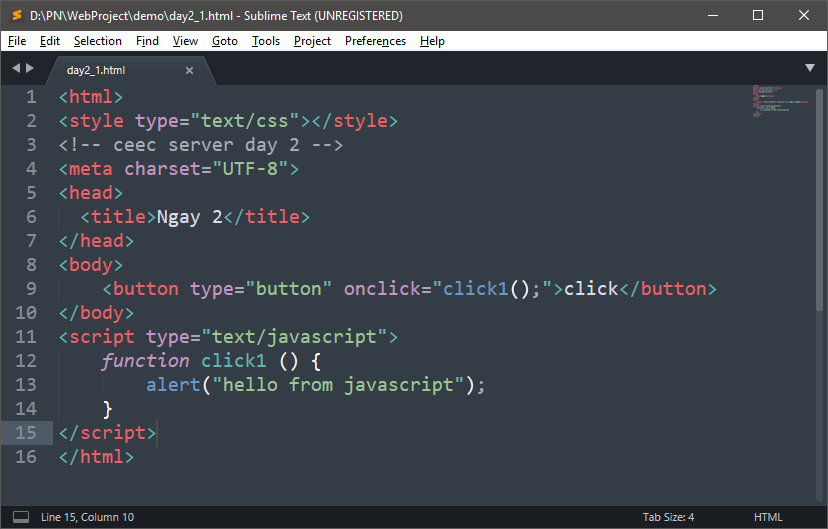 D:\PN\WebProject\demo\day2_1.html - Sublime Text (UNREGISTERED)
File Edit Selection Find View Goto Tools Project Preferences Help
day2_1.html
1 <html>
2 <style type="text/css"></style>
3 <!-- ceec server day 2 -->
4 <meta charset="UTF-8">
5 <head>
6   <title>Ngay 2</title>
7 </head>
8 <body>
9     <button type="button" onclick="click1();">click</button>
10 </body>
11 <script type="text/javascript">
12     function click1 () {
13         alert("hello from javascript");
14     }
15 </script>
16 </html>
Line 15, Column 10 Tab Size: 4 HTML